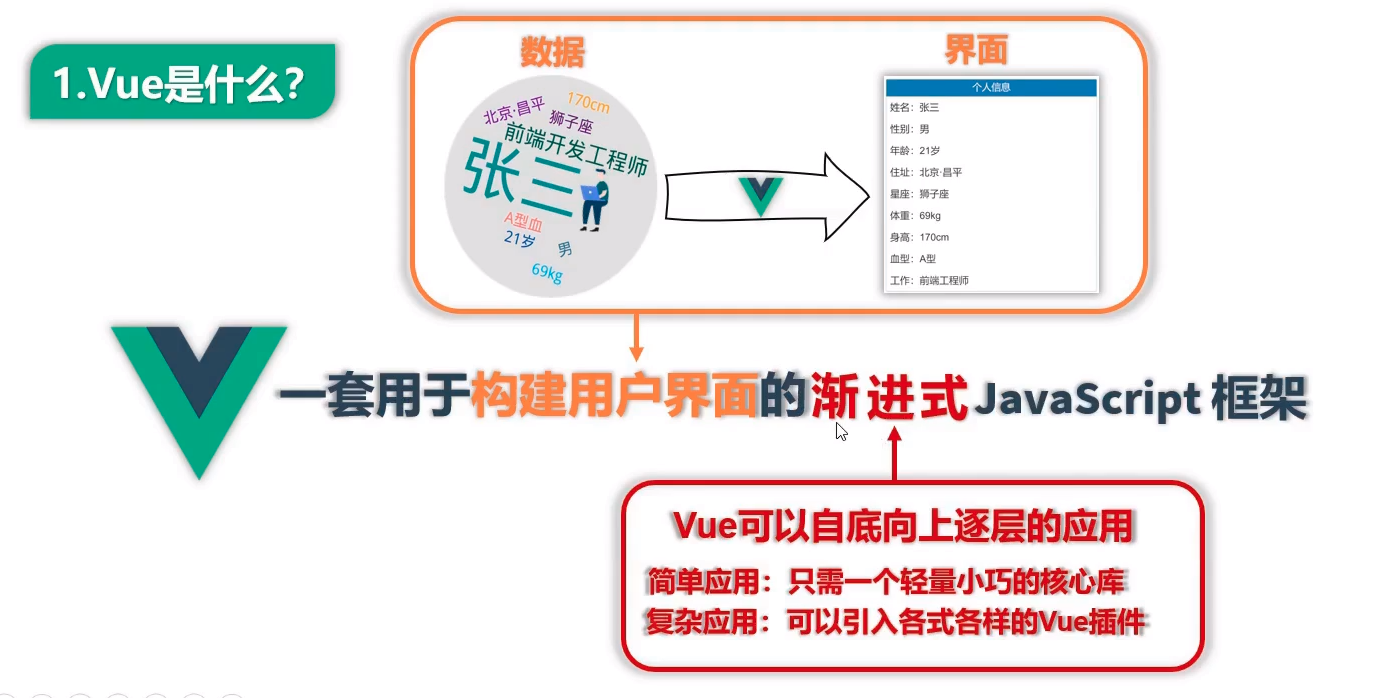 1.Vue是什么?
数据
北京·昌平
170cm
狮子座
前端开发工程师
张三
A型血
21岁
男
69kg
界面
个人信息
姓名：张三
性别：男
年龄：21岁
住址：北京·昌平
星座：狮子座
体重：69kg
身高：170cm
血型：A型
工作：前端工程师
一套用于构建用户界面的渐进式JavaScript 框架
Vue可以自底向上逐层的应用
简单应用：只需一个轻量小巧的核心库
复杂应用：可以引入各式各样的Vue插件